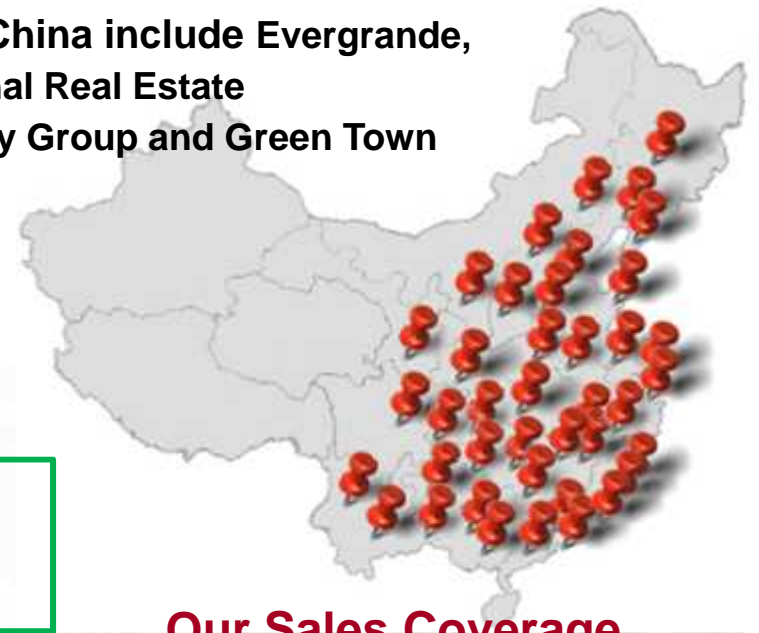 China include Evergrande,
al Real Estate
y Group and Green Town
Our Sales Coverage